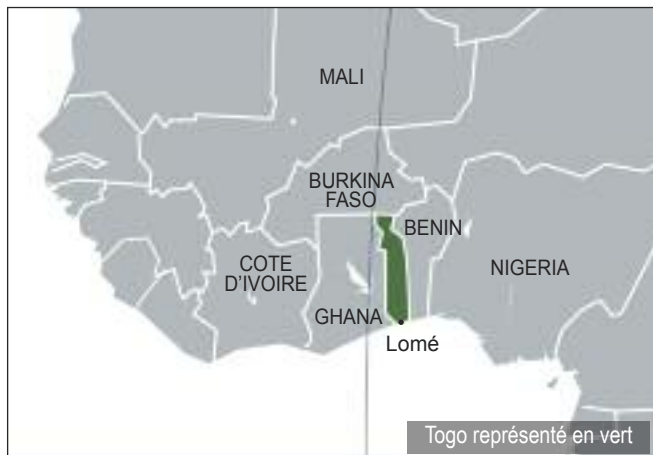 MALI
BURKINA
FASO
BENIN
COTE
D'IVOIRE
NIGERIA
GHANA
Lomé
Togo représenté en vert